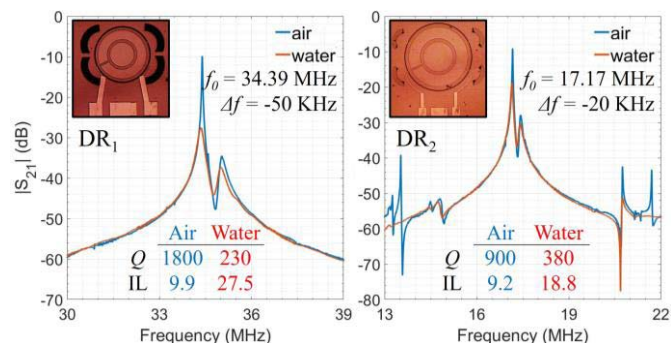 0
-10
-20
-30
-40
-50
-60
-70
|S21| (dB)
30
33
36
39
Frequency (MHz)
air
water
f0 = 34.39 MHz
Δf = -50 KHz
DR1
Air Water
Q 1800 230
IL 9.9 27.5
0
-10
-20
-30
-40
-50
-60
-70
-80
13
16
19
22
Frequency (MHz)
air
water
f0 = 17.17 MHz
Δf = -20 KHz
DR2
Air Water
Q 900 380
IL 9.2 18.8